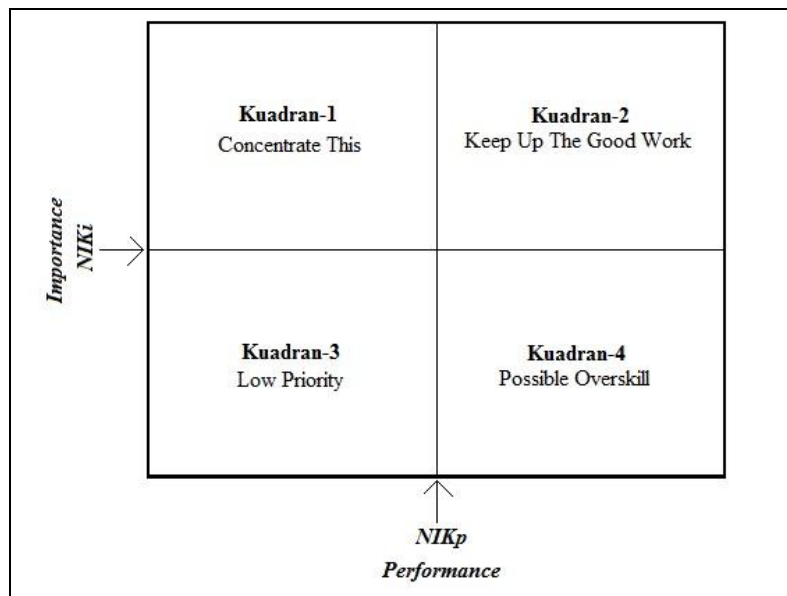 Kuadran-1
Concentrate This
Kuadran-2
Keep Up The Good Work
Importance
NIKi
Kuadran-3
Low Priority
Kuadran-4
Possible Overskill
NIKp
Performance